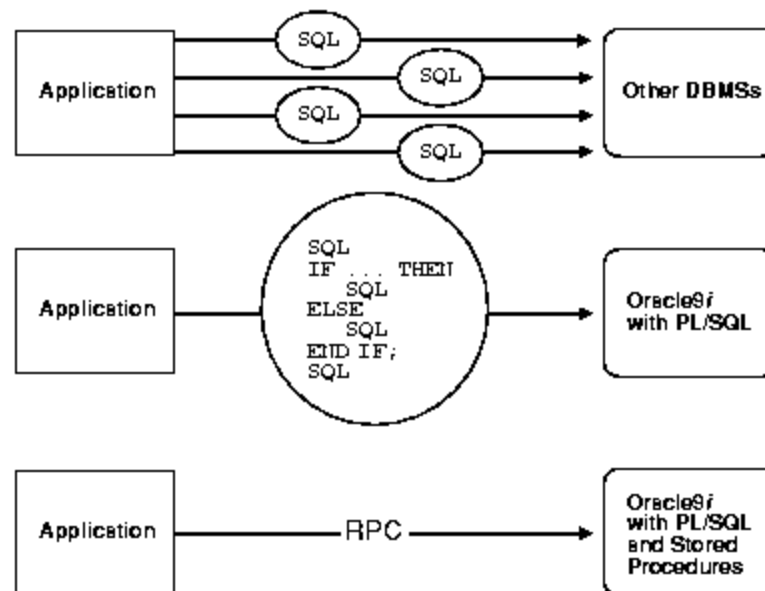 SQL
Application
SQL
Other DBMSs
SQL
SQL
SQL
IF ... THEN
SQL
Application
ELSE
SQL
END IF;
SQL
Oracle9i
with PL/SQL
Application
RPC
Oracle9i
with PL/SQL
and Stored
Procedures